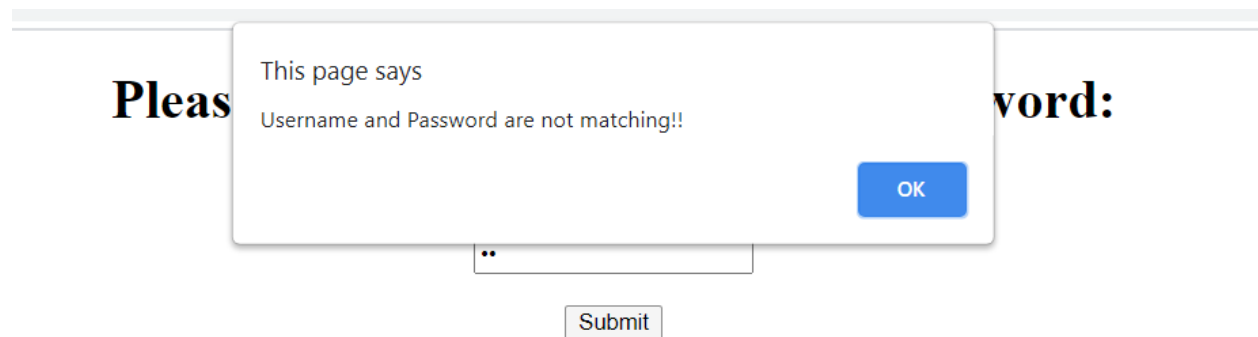 This page says
Pleas word:
Username and Password are not matching!!
OK
••
Submit